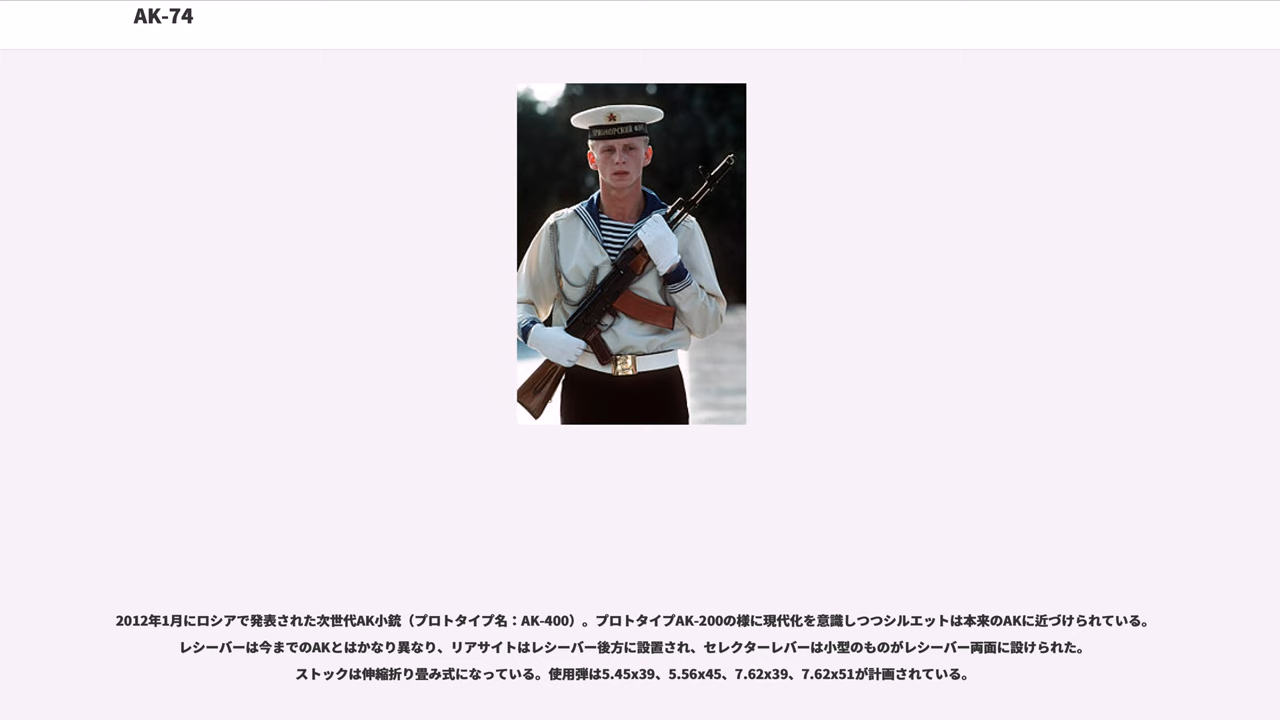 AK-74
2012年1月にロシアで発表された次世代AK小銃（プロトタイプ名：AK-400）。プロトタイプAK-200の様に現代化を意識しつつシルエットは本来のAKに近づけられている。
レシーバーは今までのAKとはかなり異なり、リアサイトはレシーバー後方に設置され、セレクターレバーは小型のものがレシーバー両面に設けられた。
ストックは伸縮折り畳み式になっている。使用弾は5.45x39、5.56x45、7.62x39、7.62x51が計画されている。